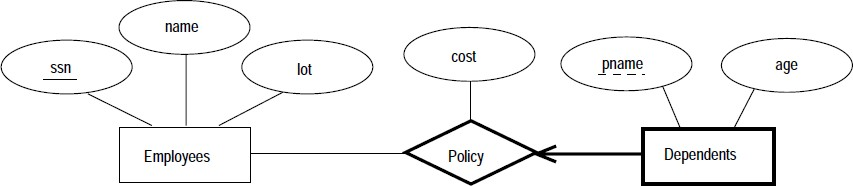 name
cost
ssn
lot
pname
age
Employees
Policy
Dependents